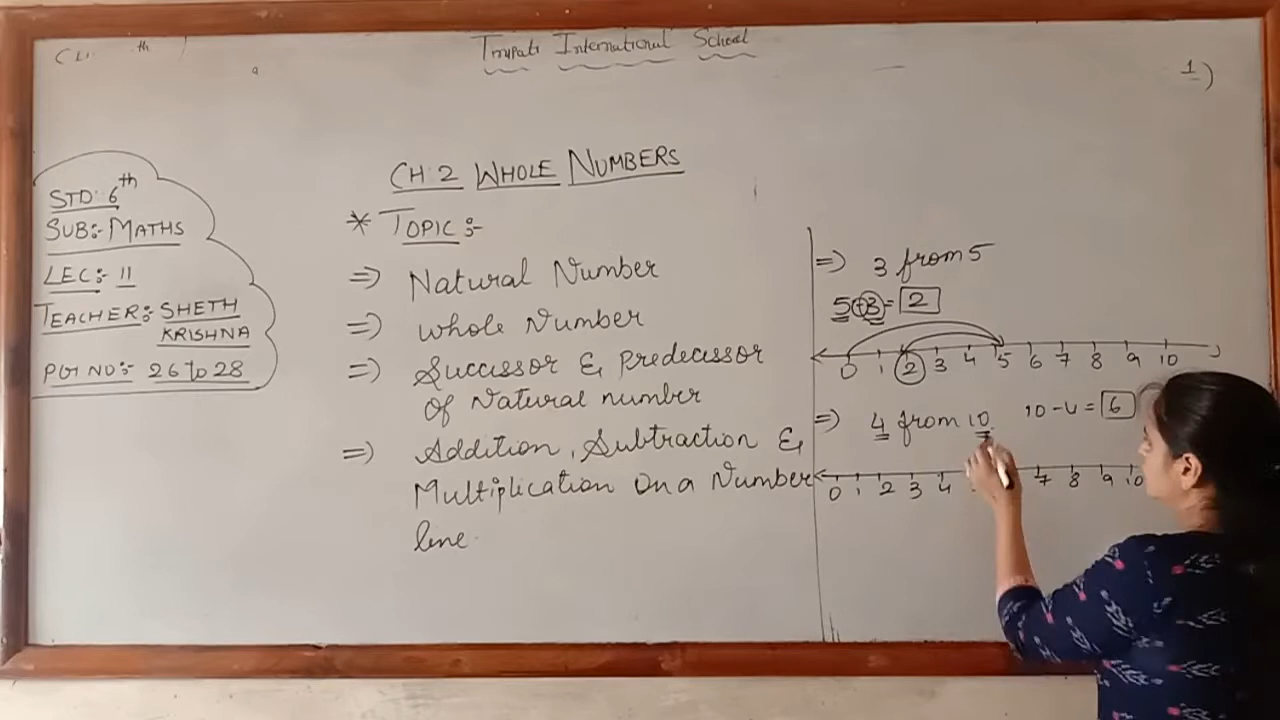 th
Tirupati International School
1)
STD: 6th
SUB:- MATHS
LEC:- 11
TEACHER:- SHETH
KRISHNA
PG NO:- 26 to 28
CH: 2 WHOLE NUMBERS
* TOPIC:-
=) Natural Number
=) Whole Number
=) Successor & Predecessor
of Natural number
=) Addition, Subtraction &
Multiplication On a Number
line.
=) 3 from 5
5 3 = 2
0 1 2 3 4 5 6 7 8 9 10
=) 4 from 10 10 - 4 = 6
0 1 2 3 4 7 8 9 10